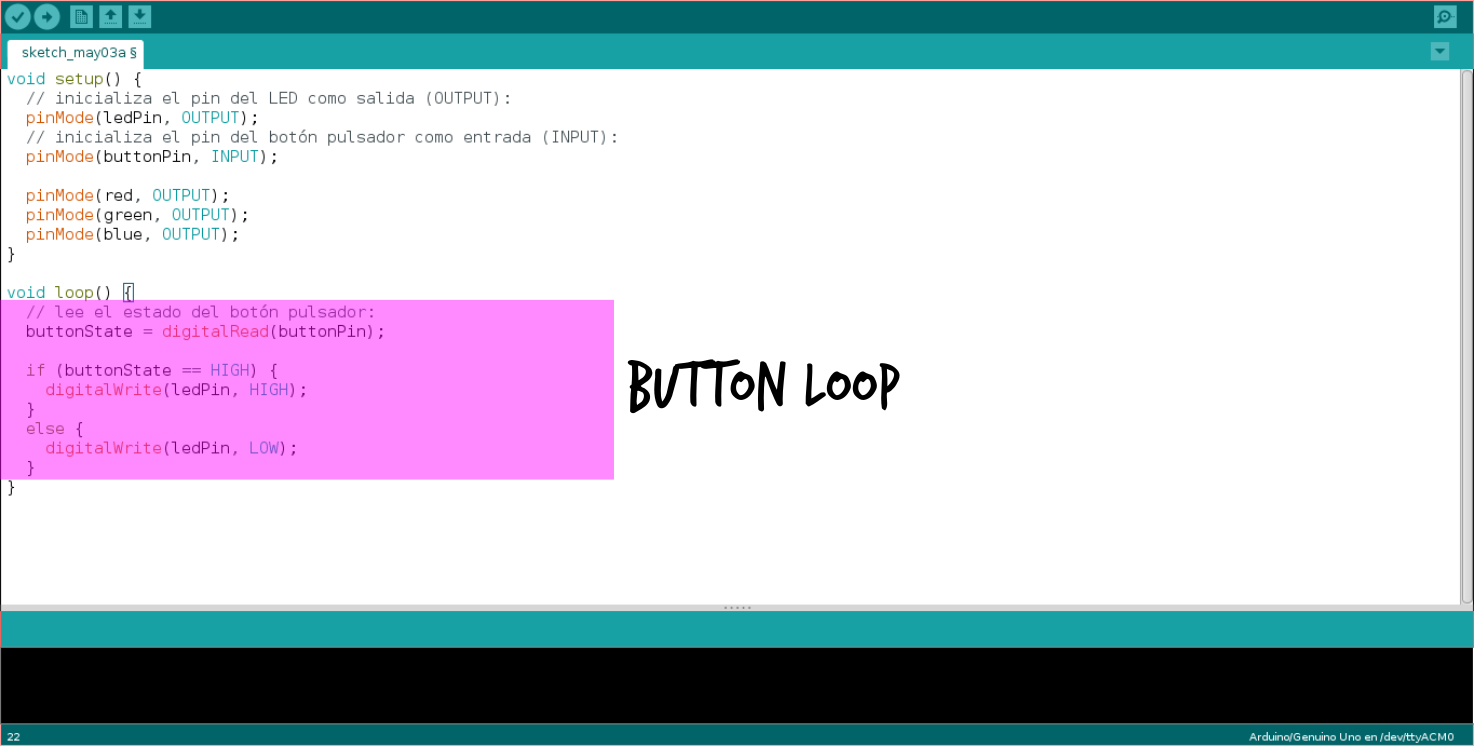 sketch_may03a §
void setup() {
// inicializa el pin del LED como salida (OUTPUT):
pinMode(ledPin, OUTPUT);
// inicializa el pin del botón pulsador como entrada (INPUT):
pinMode(buttonPin, INPUT);
pinMode(red, OUTPUT);
pinMode(green, OUTPUT);
pinMode(blue, OUTPUT);
}
void loop() {
// lee el estado del botón pulsador:
buttonState = digitalRead(buttonPin);
if (buttonState == HIGH) {
digitalWrite(ledPin, HIGH);
}
else {
digitalWrite(ledPin, LOW);
}
}
BUTTON LOOP
22
Arduino/Genuino Uno en /dev/ttyACM0